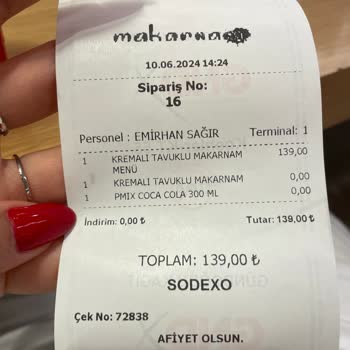 makarnam
10.06.2024 14:24
Sipariş No:
16
Personel : EMİRHAN SAĞIR Terminal: 1
1 KREMALI TAVUKLU MAKARNAM 139,00
MENÜ
1 KREMALI TAVUKLU MAKARNAM 0,00
1 PMIX COCA COLA 300 ML 0,00
İndirim: 0,00 ₺ Tutar: 139,00 ₺
TOPLAM: 139,00 ₺
SODEXO
Çek No: 72838
AFİYET OLSUN.